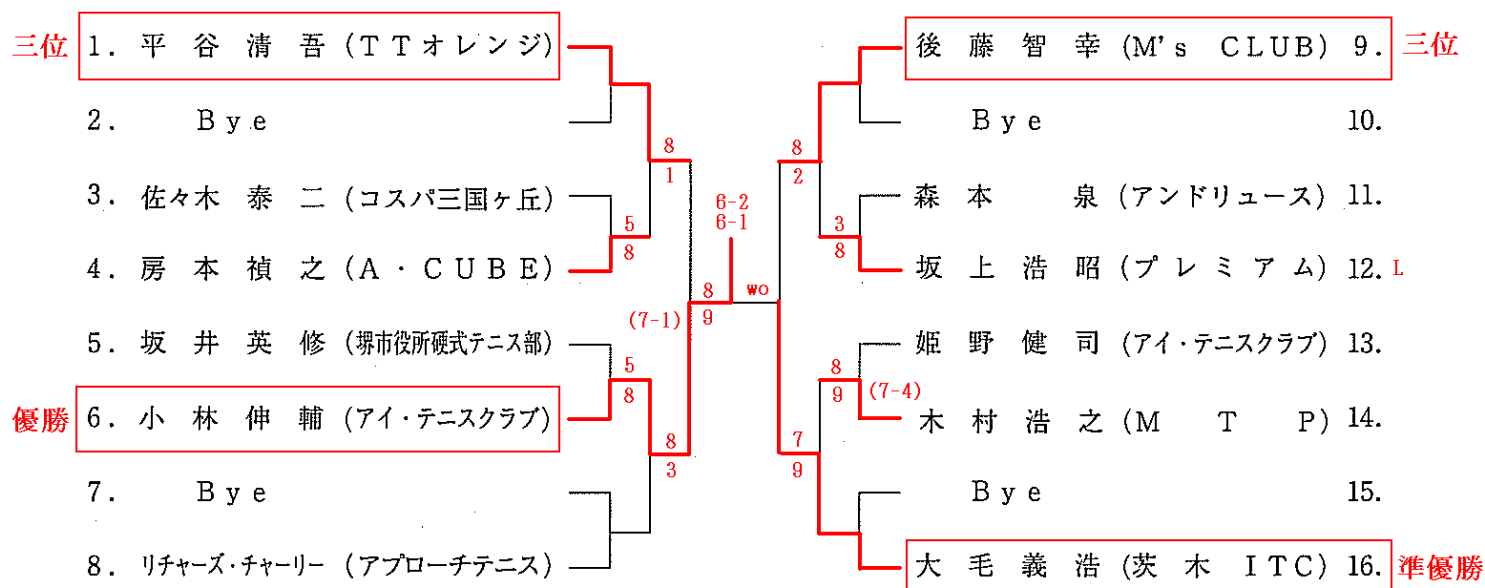 三位 1. 平谷清吾 (TTオレンジ)
2. Bye
8
1
3. 佐々木泰二 (コスパ三国ヶ丘)
5
8
4. 房本禎之 (A・CUBE)
6-2
6-1
8
9
(7-1)
5. 坂井英修 (堺市役所硬式テニス部)
5
8
優勝 6. 小林伸輔 (アイ・テニスクラブ)
8
3
7. Bye
8. リチャーズ・チャーリー (アプローチテニス)
後藤智幸 (M's CLUB) 9. 三位
Bye 10.
8
2
森本泉 (アンドリュース) 11.
3
8
坂上浩昭 (プレミアム) 12. L
wo
姫野健司 (アイ・テニスクラブ) 13.
8
9
(7-4)
木村浩之 (MTP) 14.
7
9
Bye 15.
大毛義浩 (茨木ITC) 16. 準優勝